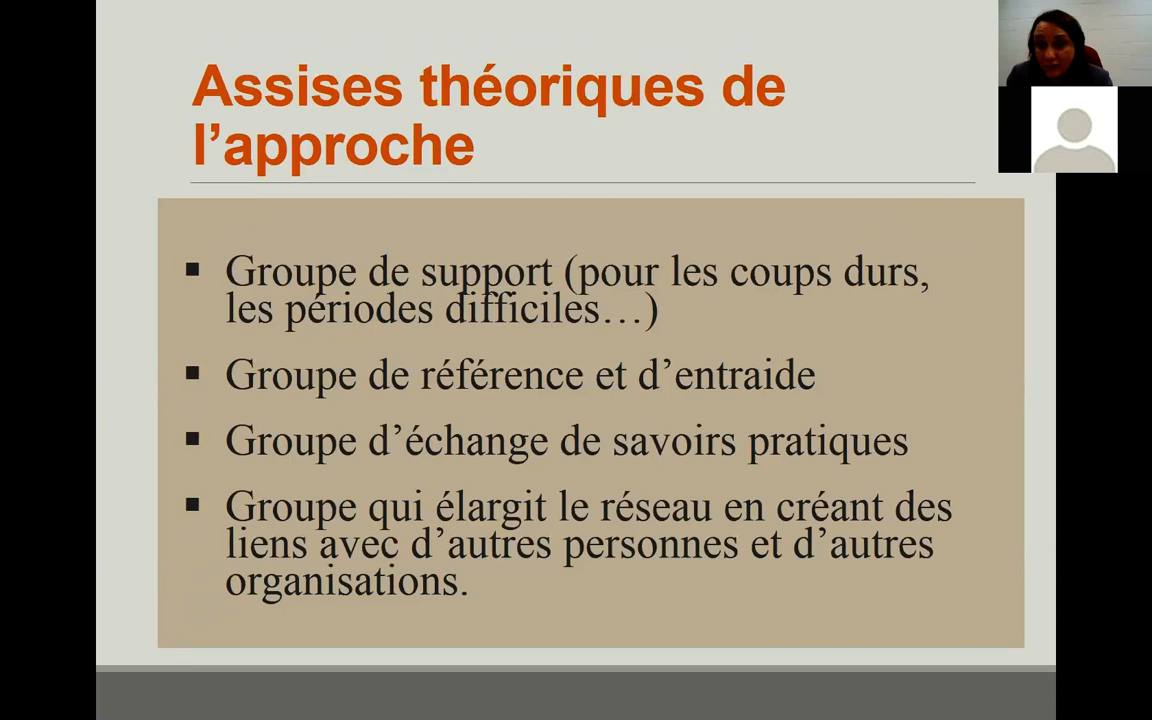 Assises théoriques de
l’approche
▪ Groupe de support (pour les coups durs,
les périodes difficiles…)
▪ Groupe de référence et d’entraide
▪ Groupe d’échange de savoirs pratiques
▪ Groupe qui élargit le réseau en créant des
liens avec d’autres personnes et d’autres
organisations.